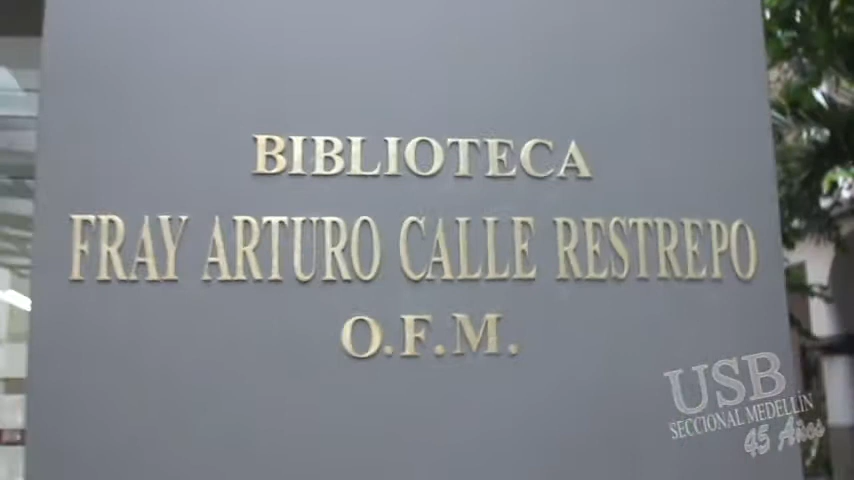 BIBLIOTECA
FRAY ARTURO CALLE RESTREPO
O.F.M.
USB
SECCIONAL MEDELLÍN
45 Años